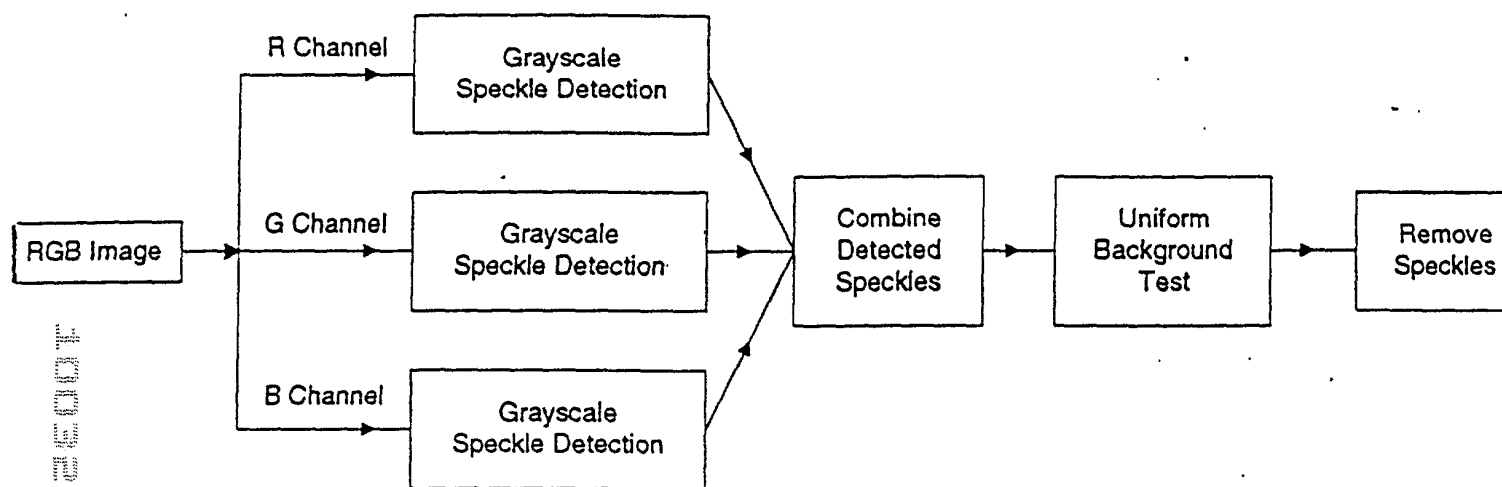 R Channel
Grayscale
Speckle Detection
RGB Image
G Channel
Grayscale
Speckle Detection
Combine
Detected
Speckles
Uniform
Background
Test
Remove
Speckles
B Channel
Grayscale
Speckle Detection
10032